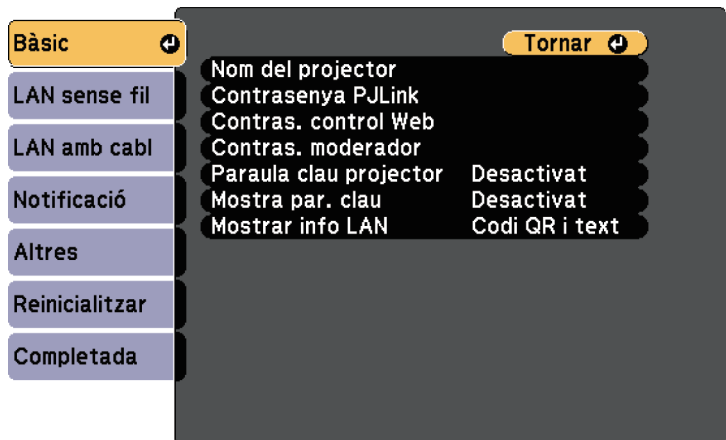 Bàsic
LAN sense fil
LAN amb cabl
Notificació
Altres
Reinicialitzar
Completada
Tornar
Nom del projector
Contrasenya PJLink
Contras. control Web
Contras. moderador
Paraula clau projector Desactivat
Mostra par. clau Desactivat
Mostrar info LAN Codi QR i text